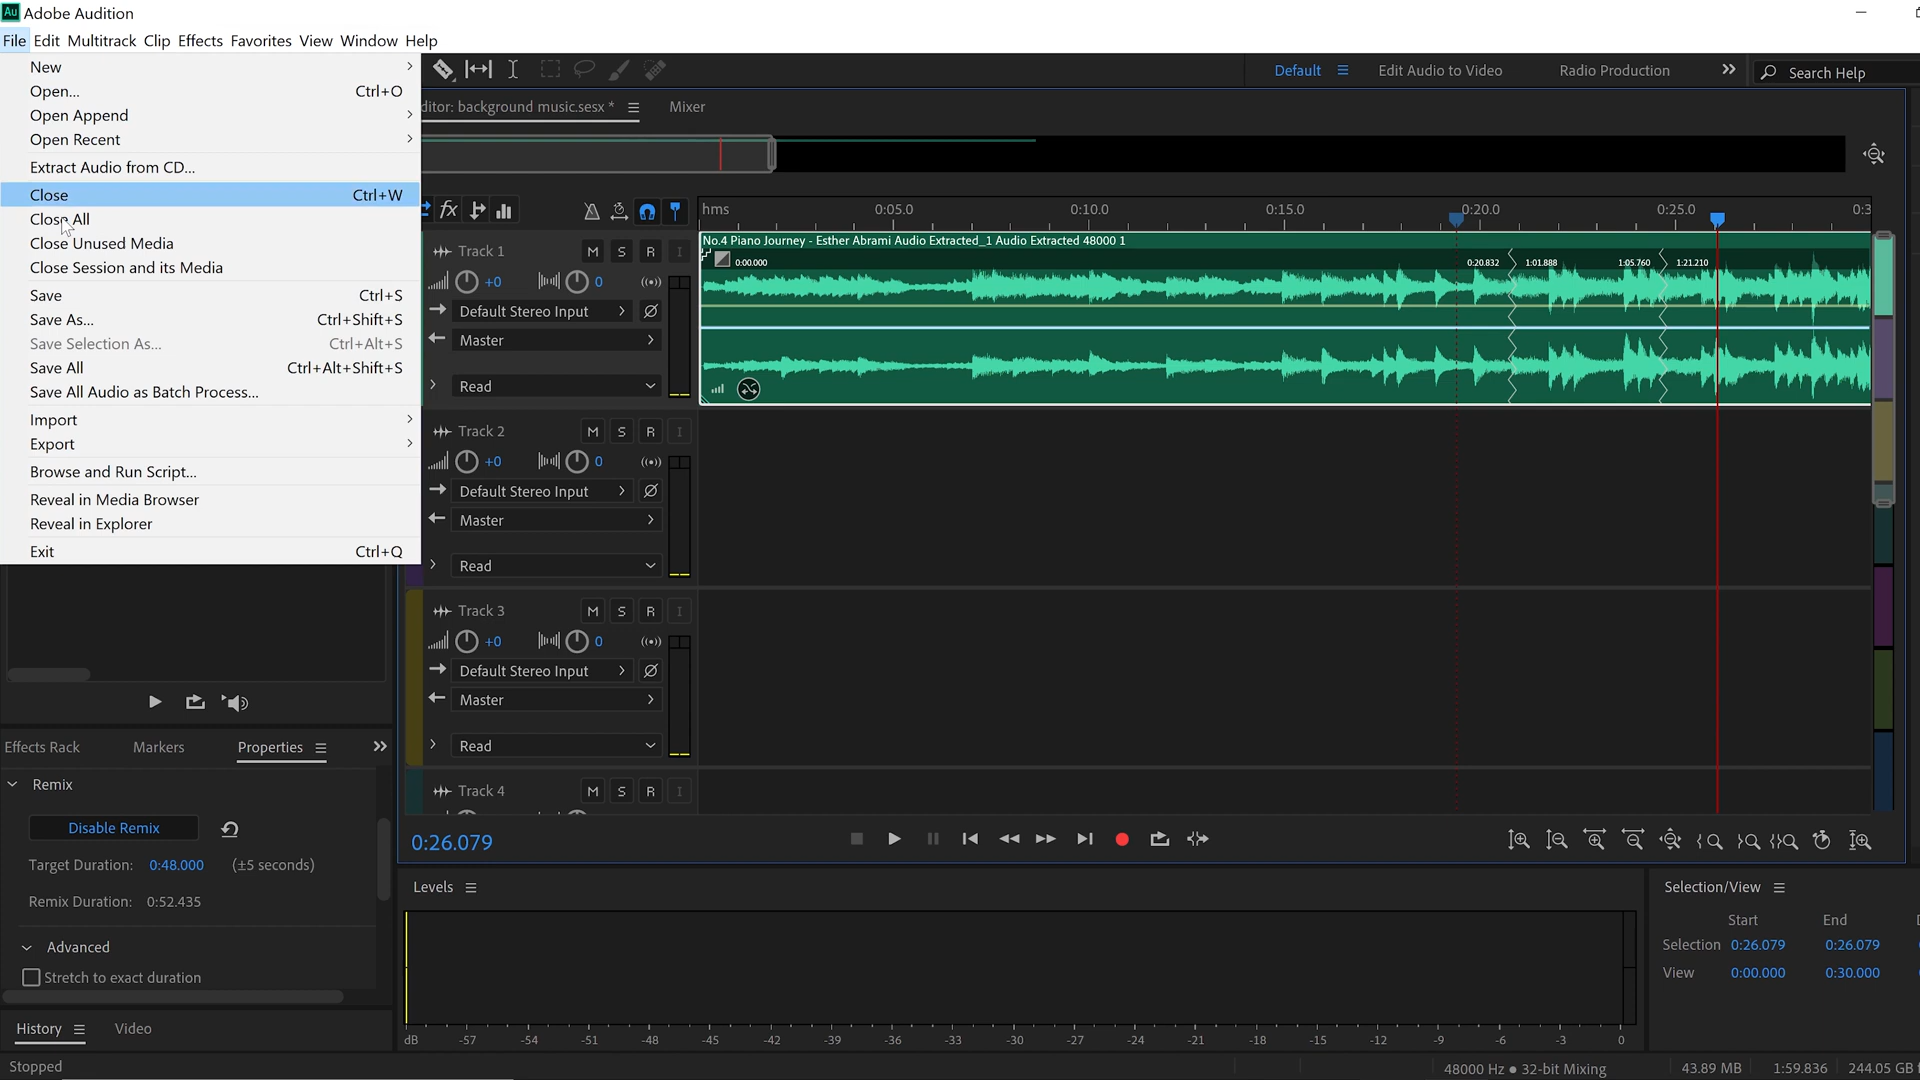 Au Adobe Audition
File Edit Multitrack Clip Effects Favorites View Window Help
New
Open... Ctrl+O
Open Append
Open Recent
Extract Audio from CD...
Close Ctrl+W
Close All
Close Unused Media
Close Session and its Media
Save Ctrl+S
Save As... Ctrl+Shift+S
Save Selection As... Ctrl+Alt+S
Save All Ctrl+Alt+Shift+S
Save All Audio as Batch Process...
Import
Export
Browse and Run Script...
Reveal in Media Browser
Reveal in Explorer
Exit Ctrl+Q
Default Edit Audio to Video Radio Production Search Help
ditor: background music.sesx * Mixer
fx hms 0:05.0 0:10.0 0:15.0 0:20.0 0:25.0 0:3
No.4 Piano Journey - Esther Abrami Audio Extracted_1 Audio Extracted 48000 1
0:00.000 0:20.832 1:01.888 1:05.760 1:21.210
Track 1 M S R I
+0 0
Default Stereo Input
Master
Read
Track 2 M S R I
+0 0
Default Stereo Input
Master
Read
Track 3 M S R I
+0 0
Default Stereo Input
Master
Read
Track 4 M S R I
0:26.079
Effects Rack Markers Properties
Remix
Disable Remix
Target Duration: 0:48.000 (±5 seconds)
Remix Duration: 0:52.435
Advanced
Stretch to exact duration
History Video
Stopped
Levels
dB -57 -54 -51 -48 -45 -42 -39 -36 -33 -30 -27 -24 -21 -18 -15 -12 -9 -6 -3 0
Selection/View
Start End
Selection 0:26.079 0:26.079
View 0:00.000 0:30.000
48000 Hz ● 32-bit Mixing 43.89 MB 1:59.836 244.05 GB